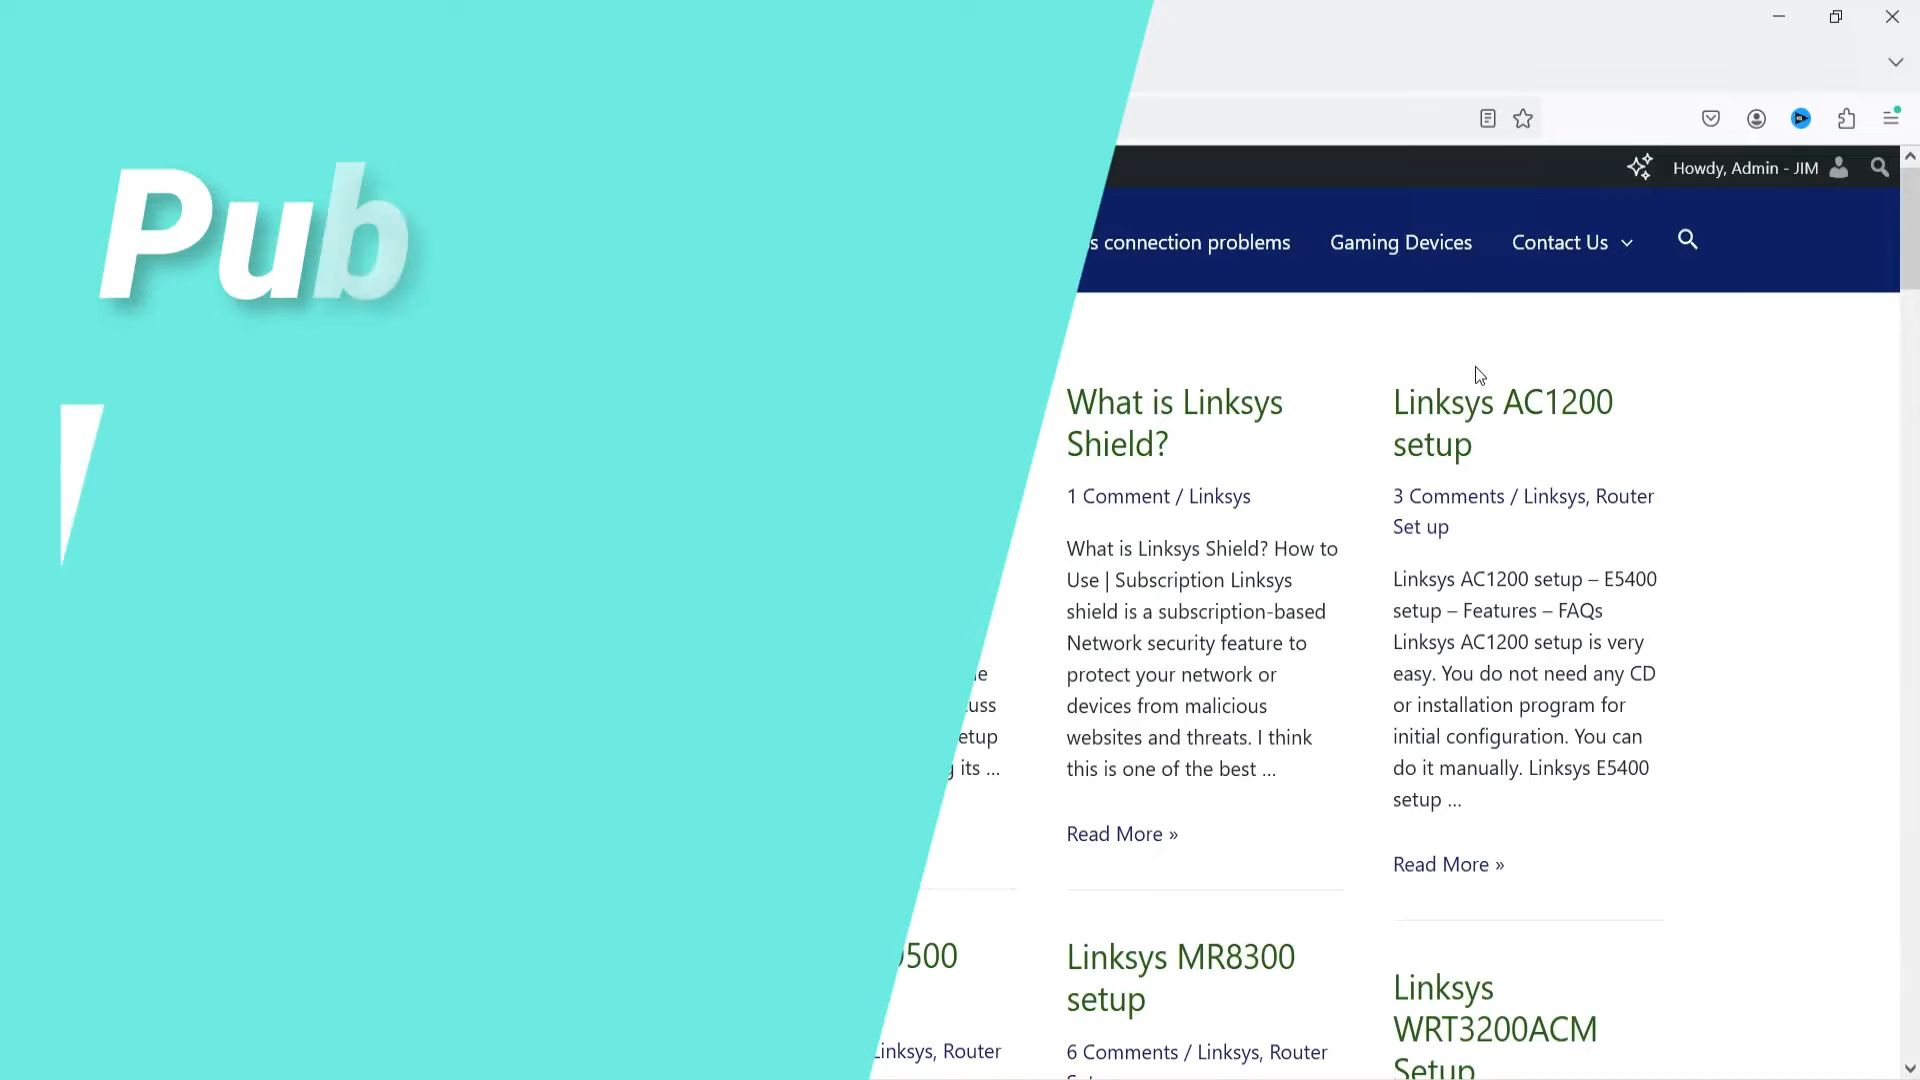 Pub
Howdy, Admin - JIM
s connection problems
Gaming Devices
Contact Us
What is Linksys
Shield?
1 Comment / Linksys
What is Linksys Shield? How to
Use | Subscription Linksys
shield is a subscription-based
Network security feature to
protect your network or
devices from malicious
websites and threats. I think
this is one of the best ...
Read More »
Linksys AC1200
setup
3 Comments / Linksys, Router
Set up
Linksys AC1200 setup – E5400
setup – Features – FAQs
Linksys AC1200 setup is very
easy. You do not need any CD
or installation program for
initial configuration. You can
do it manually. Linksys E5400
setup ...
Read More »
uss
etup
its ...
500
Linksys, Router
Linksys MR8300
setup
6 Comments / Linksys, Router
Linksys
WRT3200ACM
Setup